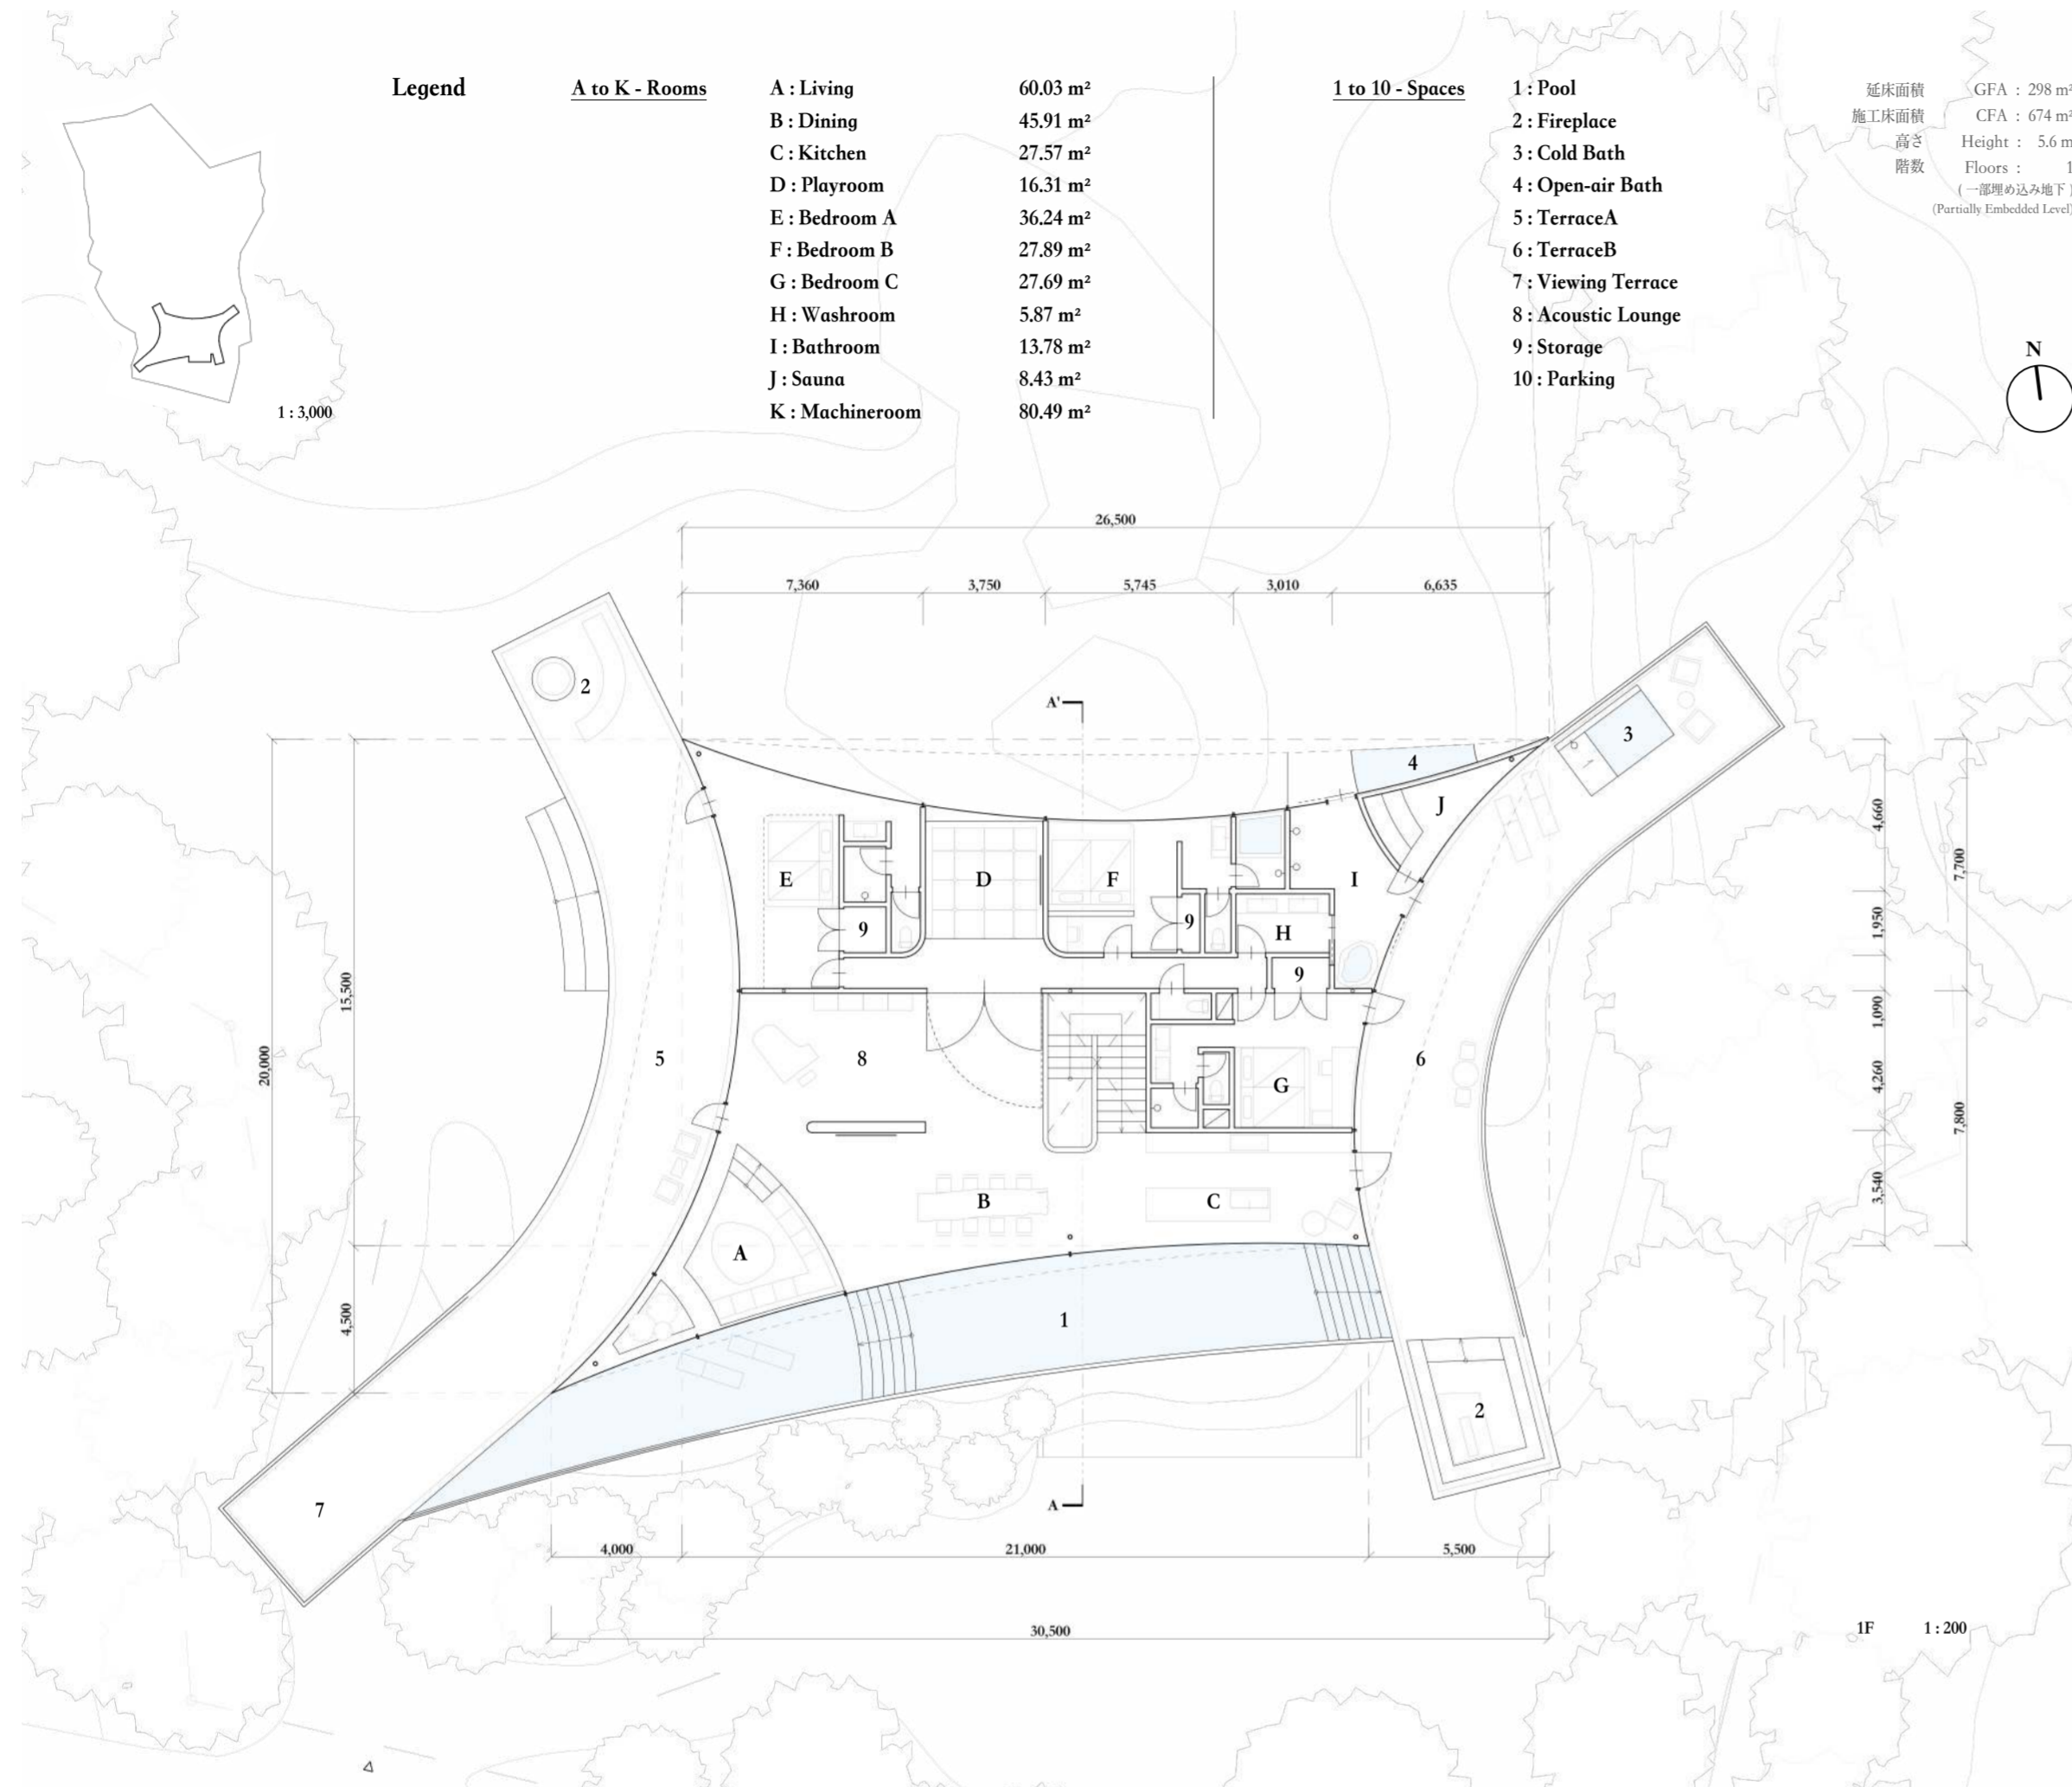 Legend
A to K - Rooms
A : Living 60.03 m²
B : Dining 45.91 m²
C : Kitchen 27.57 m²
D : Playroom 16.31 m²
E : Bedroom A 36.24 m²
F : Bedroom B 27.89 m²
G : Bedroom C 27.69 m²
H : Washroom 5.87 m²
I : Bathroom 13.78 m²
J : Sauna 8.43 m²
K : Machineroom 80.49 m²
1 to 10 - Spaces
1 : Pool
2 : Fireplace
3 : Cold Bath
4 : Open-air Bath
5 : TerraceA
6 : TerraceB
7 : Viewing Terrace
8 : Acoustic Lounge
9 : Storage
10 : Parking
延床面積 GFA : 298 m²
施工床面積 CFA : 674 m²
高さ Height : 5.6 m
階数 Floors : 1
( 一部埋め込み地下 )
(Partially Embedded Level)
1 : 3,000
N
26,500
7,360 3,750 5,745 3,010 6,635
2
A'
3
4
J
E D F I
9 9 H
9
5 8 G 6
B C
A
1
2
7
A
20,000
15,500
4,500
4,660
1,950
1,090
4,260
3,540
7,700
7,800
4,000 21,000 5,500
30,500
1F 1 : 200